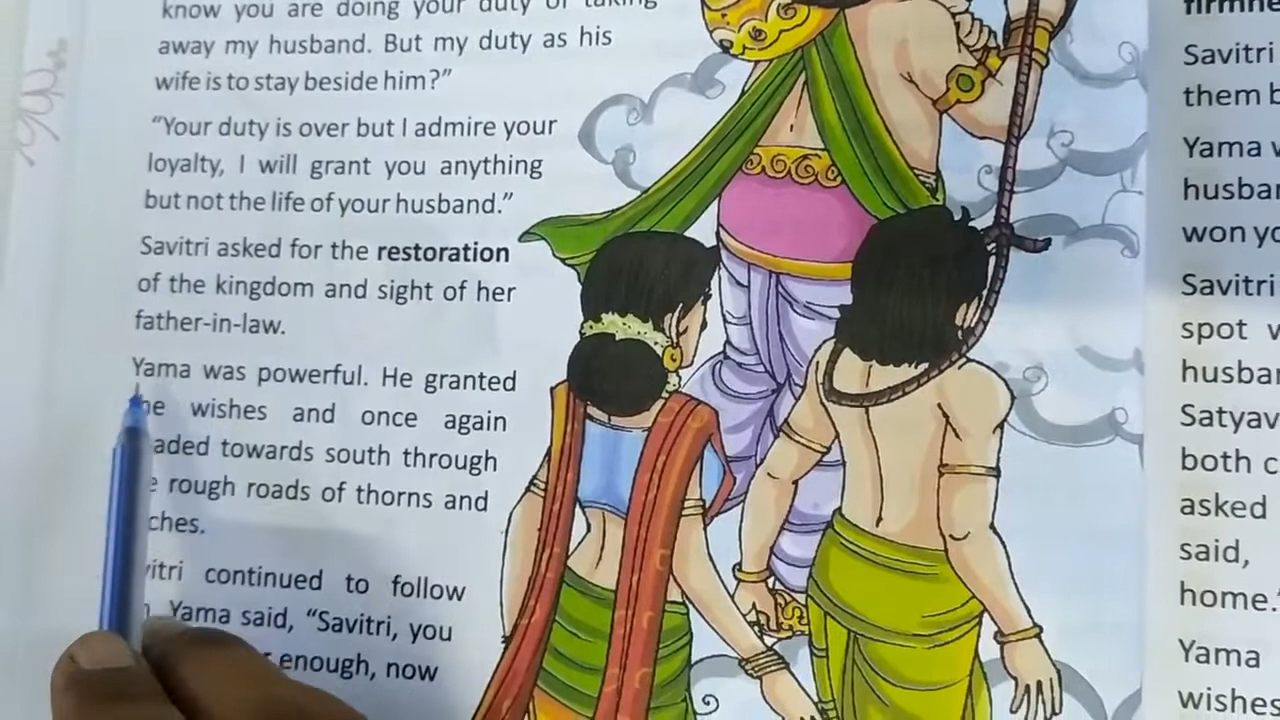 know you are doing your duty of taking
away my husband. But my duty as his
wife is to stay beside him?"
"Your duty is over but I admire your
loyalty, I will grant you anything
but not the life of your husband."
Savitri asked for the restoration
of the kingdom and sight of her
father-in-law.
Yama was powerful. He granted
he wishes and once again
aded towards south through
e rough roads of thorns and
ches.
vitri continued to follow
Yama said, "Savitri, you
enough, now
Savitri
them b
Yama w
husban
won yo
Savitri
spot w
husban
Satyav
both c
asked
said,
home."
Yama
wishes